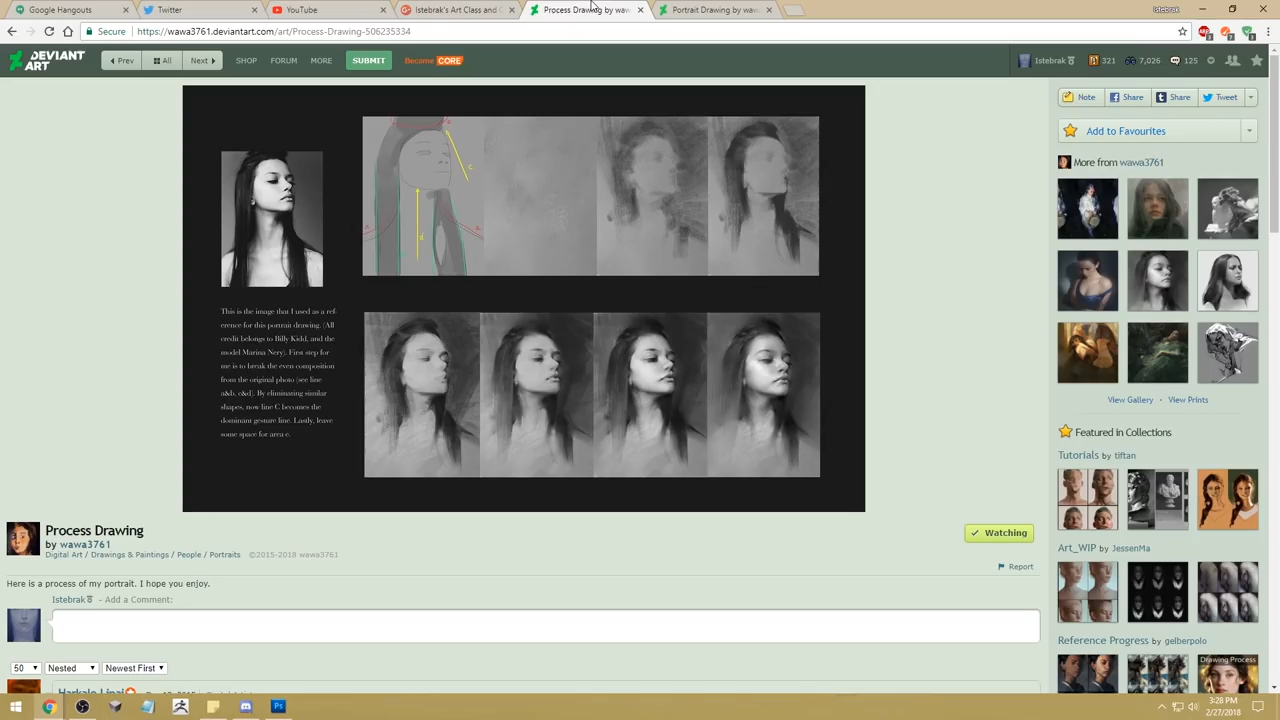 Google Hangouts
Twitter
YouTube
Istebrak's Art Class and C
Process Drawing by waw
Portrait Drawing by wawa
Istebrak
Secure
https://wawa3761.deviantart.com/art/Process-Drawing-506235334
DEVIANT ART
Prev
All
Next
SHOP
FORUM
MORE
SUBMIT
Become CORE
Istebrak
321
7,026
125
Note
Share
Share
Tweet
Add to Favourites
More from wawa3761
c
d
This is the image that I used as a ref-
erence for this portrait drawing. (All
credit belongs to Billy Kidd, and the
model Marina Nery). First step for
me is to break the even composition
from the original photo (see line
a&b, c&d). By eliminating similar
shapes, now line C becomes the
dominant gesture line. Lastly, leave
some space for area e.
View Gallery · View Prints
Featured in Collections
Tutorials by tiftan
Art_WIP by JessenMa
Reference Progress by gelberpolo
Drawing Process
Process Drawing
by wawa3761
Digital Art / Drawings & Paintings / People / Portraits ©2015-2018 wawa3761
Watching
Report
Here is a process of my portrait. I hope you enjoy.
Istebrak - Add a Comment:
50
Nested
Newest First
Ps
3:28 PM
2/27/2018